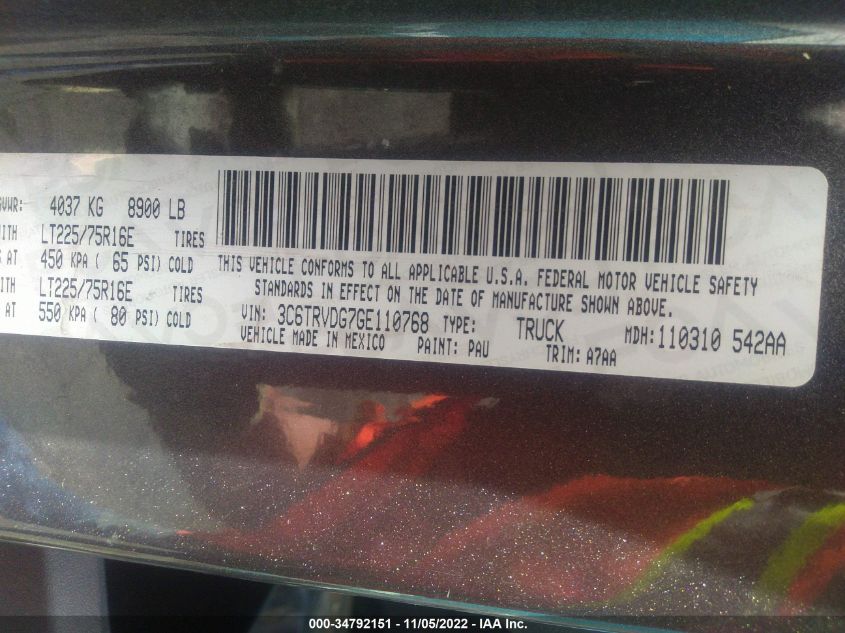 GVWR: 4037 KG 8900 LB
WITH LT225/75R16E TIRES
AT 450 KPA ( 65 PSI) COLD
WITH LT225/75R16E TIRES
AT 550 KPA ( 80 PSI) COLD
THIS VEHICLE CONFORMS TO ALL APPLICABLE U.S.A. FEDERAL MOTOR VEHICLE SAFETY
STANDARDS IN EFFECT ON THE DATE OF MANUFACTURE SHOWN ABOVE.
VIN: 3C6TRVDG7GE110768 TYPE: TRUCK MDH: 110310 542AA
VEHICLE MADE IN MEXICO PAINT: PAU TRIM: A7AA
000-34792151 - 11/05/2022 - IAA Inc.